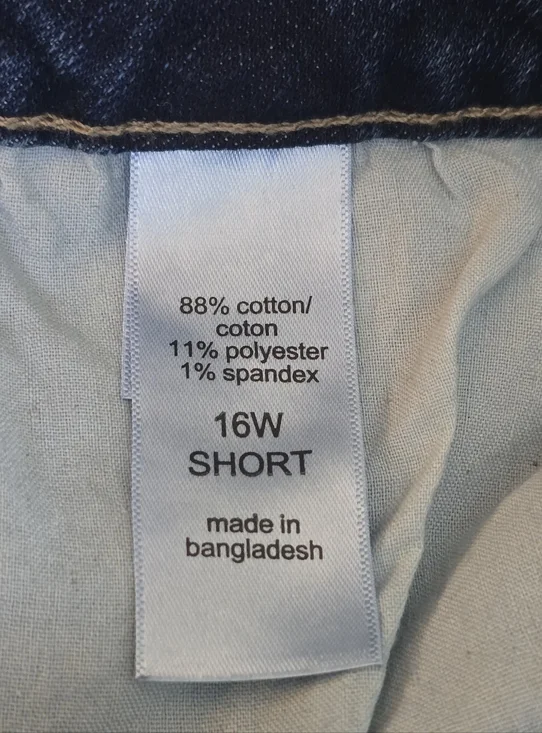 88% cotton/
coton
11% polyester
1% spandex
16W
SHORT
made in
bangladesh